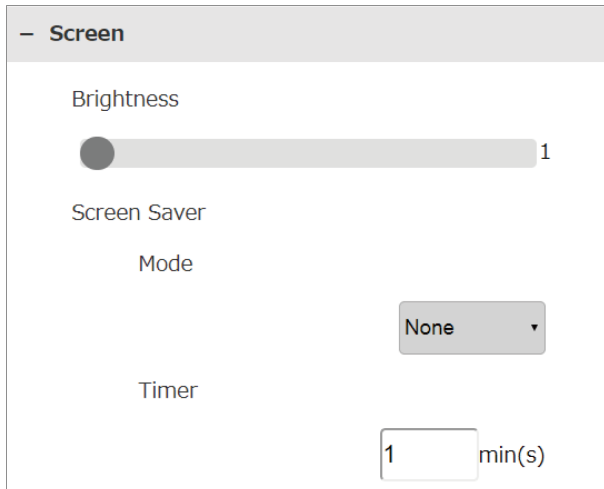 – Screen
Brightness
1
Screen Saver
Mode
None
Timer
1 min(s)